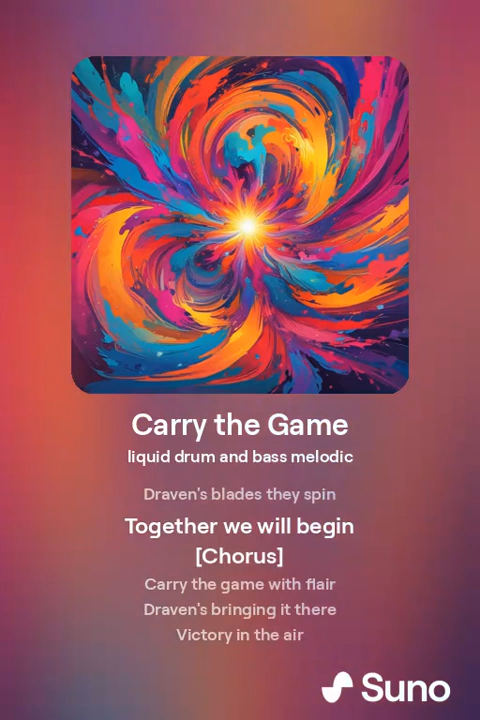 Carry the Game
liquid drum and bass melodic
Draven's blades they spin
Together we will begin
[Chorus]
Carry the game with flair
Draven's bringing it there
Victory in the air
Suno